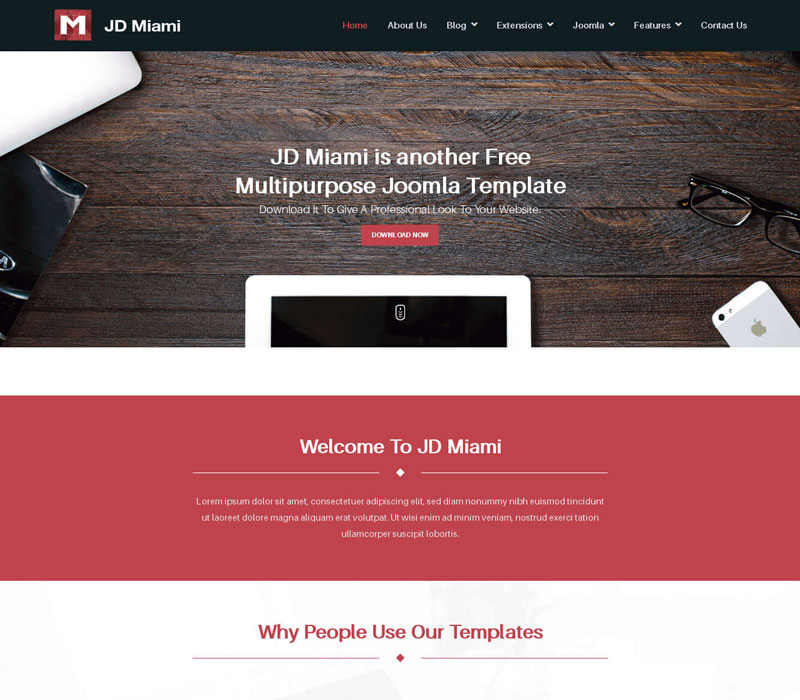 M JD Miami Home About Us Blog Extensions Joomla Features Contact Us
JD Miami is another Free
Multipurpose Joomla Template
Download It To Give A Professional Look To Your Website.
DOWNLOAD NOW
Welcome To JD Miami
Lorem ipsum dolor sit amet, consectetuer adipiscing elit, sed diam nonummy nibh euismod tincidunt
ut laoreet dolore magna aliquam erat volutpat. Ut wisi enim ad minim veniam, nostrud exerci tation
ullamcorper suscipit lobortis.
Why People Use Our Templates